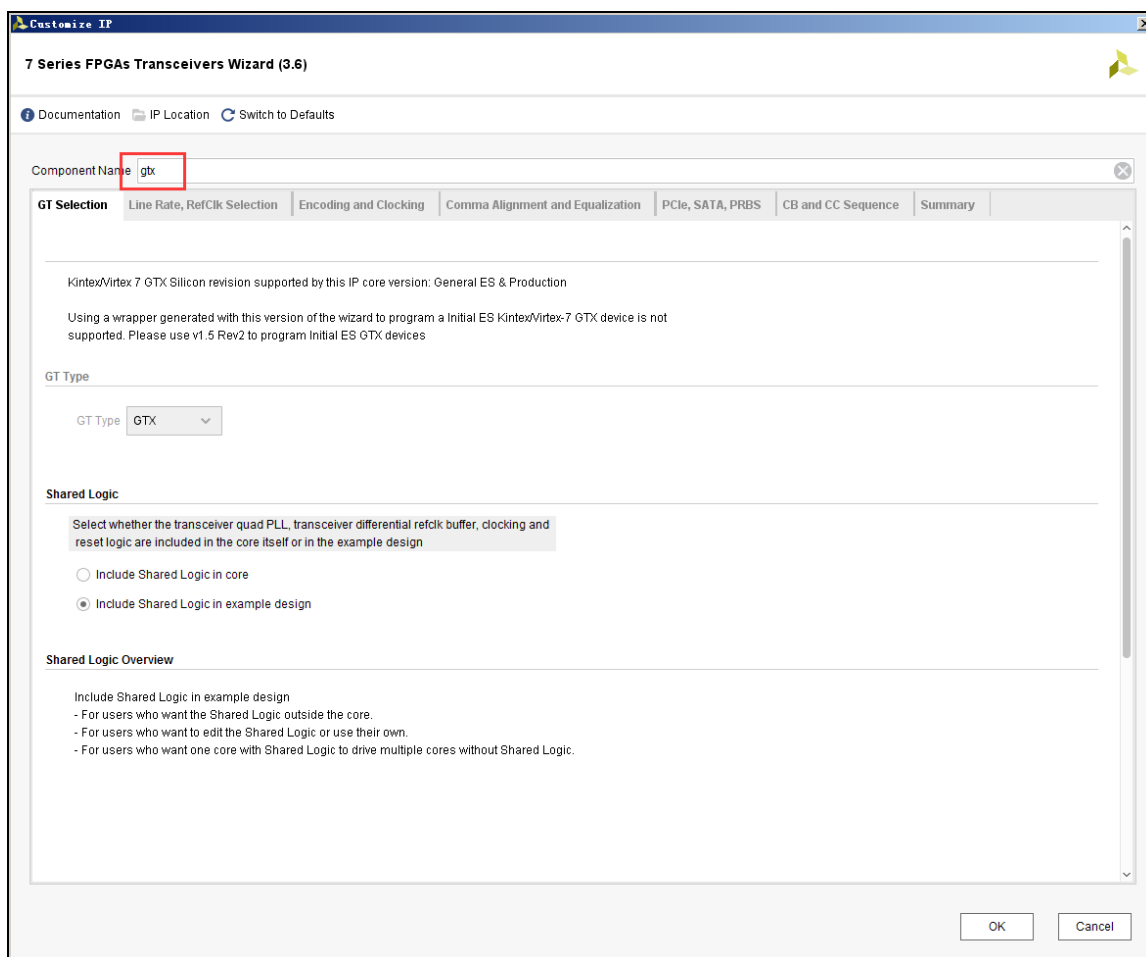 Customize IP
7 Series FPGAs Transceivers Wizard (3.6)
Documentation IP Location Switch to Defaults
Component Name gtx
GT Selection Line Rate, RefClk Selection Encoding and Clocking Comma Alignment and Equalization PCIe, SATA, PRBS CB and CC Sequence Summary
Kintex/Virtex 7 GTX Silicon revision supported by this IP core version: General ES & Production
Using a wrapper generated with this version of the wizard to program a Initial ES Kintex/Virtex-7 GTX device is not
supported. Please use v1.5 Rev2 to program Initial ES GTX devices
GT Type
GT Type GTX
Shared Logic
Select whether the transceiver quad PLL, transceiver differential refclk buffer, clocking and
reset logic are included in the core itself or in the example design
Include Shared Logic in core
Include Shared Logic in example design
Shared Logic Overview
Include Shared Logic in example design
- For users who want the Shared Logic outside the core.
- For users who want to edit the Shared Logic or use their own.
- For users who want one core with Shared Logic to drive multiple cores without Shared Logic.
OK Cancel